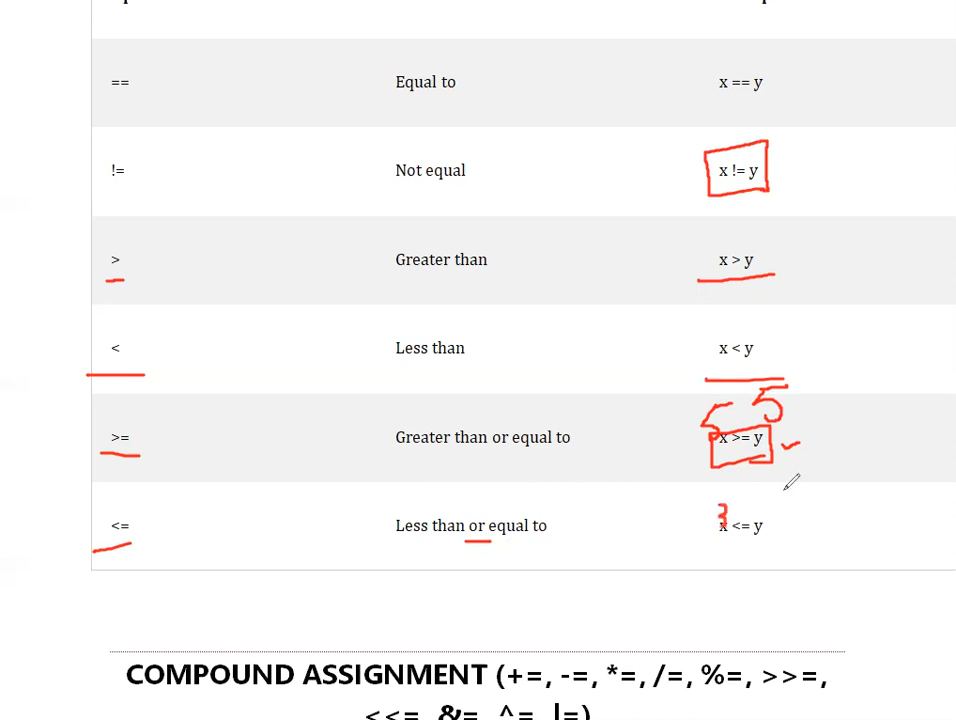 == Equal to x == y
!= Not equal x != y
> Greater than x > y
< Less than x < y
5 5
>= Greater than or equal to x >= y
3
<= Less than or equal to x <= y
COMPOUND ASSIGNMENT (+=, -=, *=, /=, %=, >>=,
<<=, &=, ^=, |=)